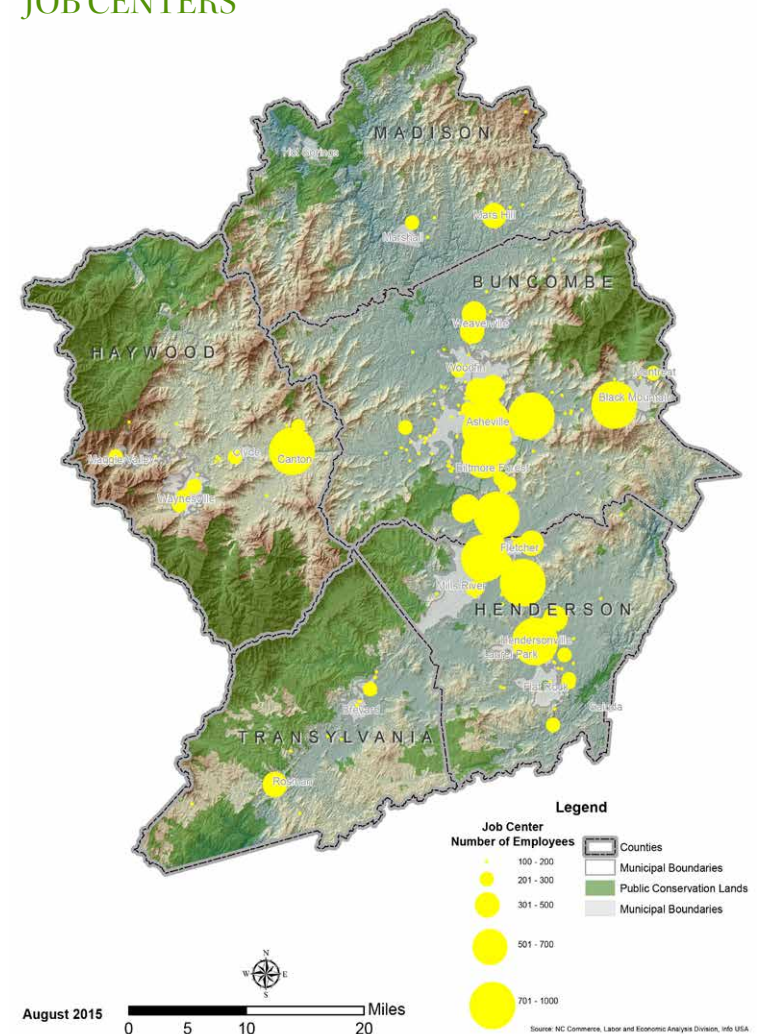 JOB CENTERS
MADISON
Hot Springs
Mars Hill
Marshall
BUNCOMBE
Weaverville
HAYWOOD
Woodfin
Montreat
Black Mountain
Asheville
Maggie Valley
Clyde
Canton
Biltmore Forest
Waynesville
Fletcher
Mills River
HENDERSON
Hendersonville
Laurel Park
Flat Rock
Saluda
Brevard
TRANSYLVANIA
Rosman
Legend
Job Center
Number of Employees
100 - 200
201 - 300
301 - 500
501 - 700
701 - 1000
Counties
Municipal Boundaries
Public Conservation Lands
Municipal Boundaries
N
W E
S
August 2015
Miles
0 5 10 20
Source: NC Commerce, Labor and Economic Analysis Division, Info USA